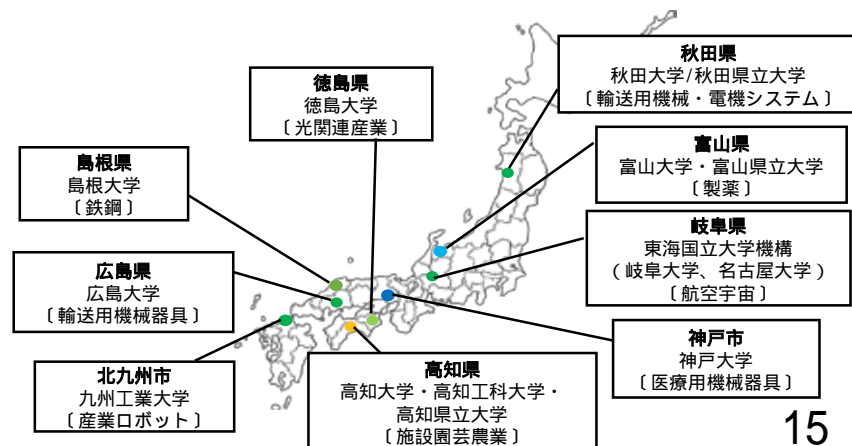 秋田県
秋田大学/秋田県立大学
〔輸送用機械・電機システム〕
徳島県
徳島大学
〔光関連産業〕
富山県
富山大学・富山県立大学
〔製薬〕
島根県
島根大学
〔鉄鋼〕
岐阜県
東海国立大学機構
(岐阜大学、名古屋大学)
〔航空宇宙〕
広島県
広島大学
〔輸送用機械器具〕
神戸市
神戸大学
〔医療用機械器具〕
北九州市
九州工業大学
〔産業ロボット〕
高知県
高知大学・高知工科大学・
高知県立大学
〔施設園芸農業〕
15